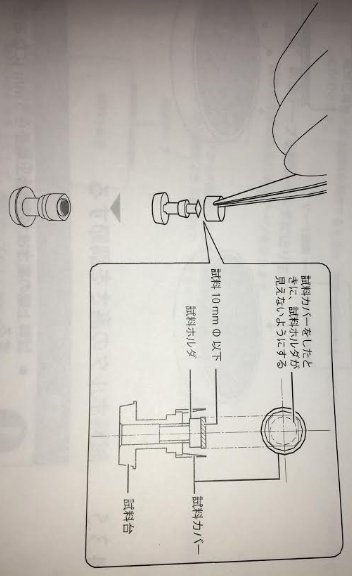 試料カバーをしたと
きに、試料ホルダが
見えないようにする
試料 10 mm Φ 以下
試料ホルダ
試料カバー
試料台